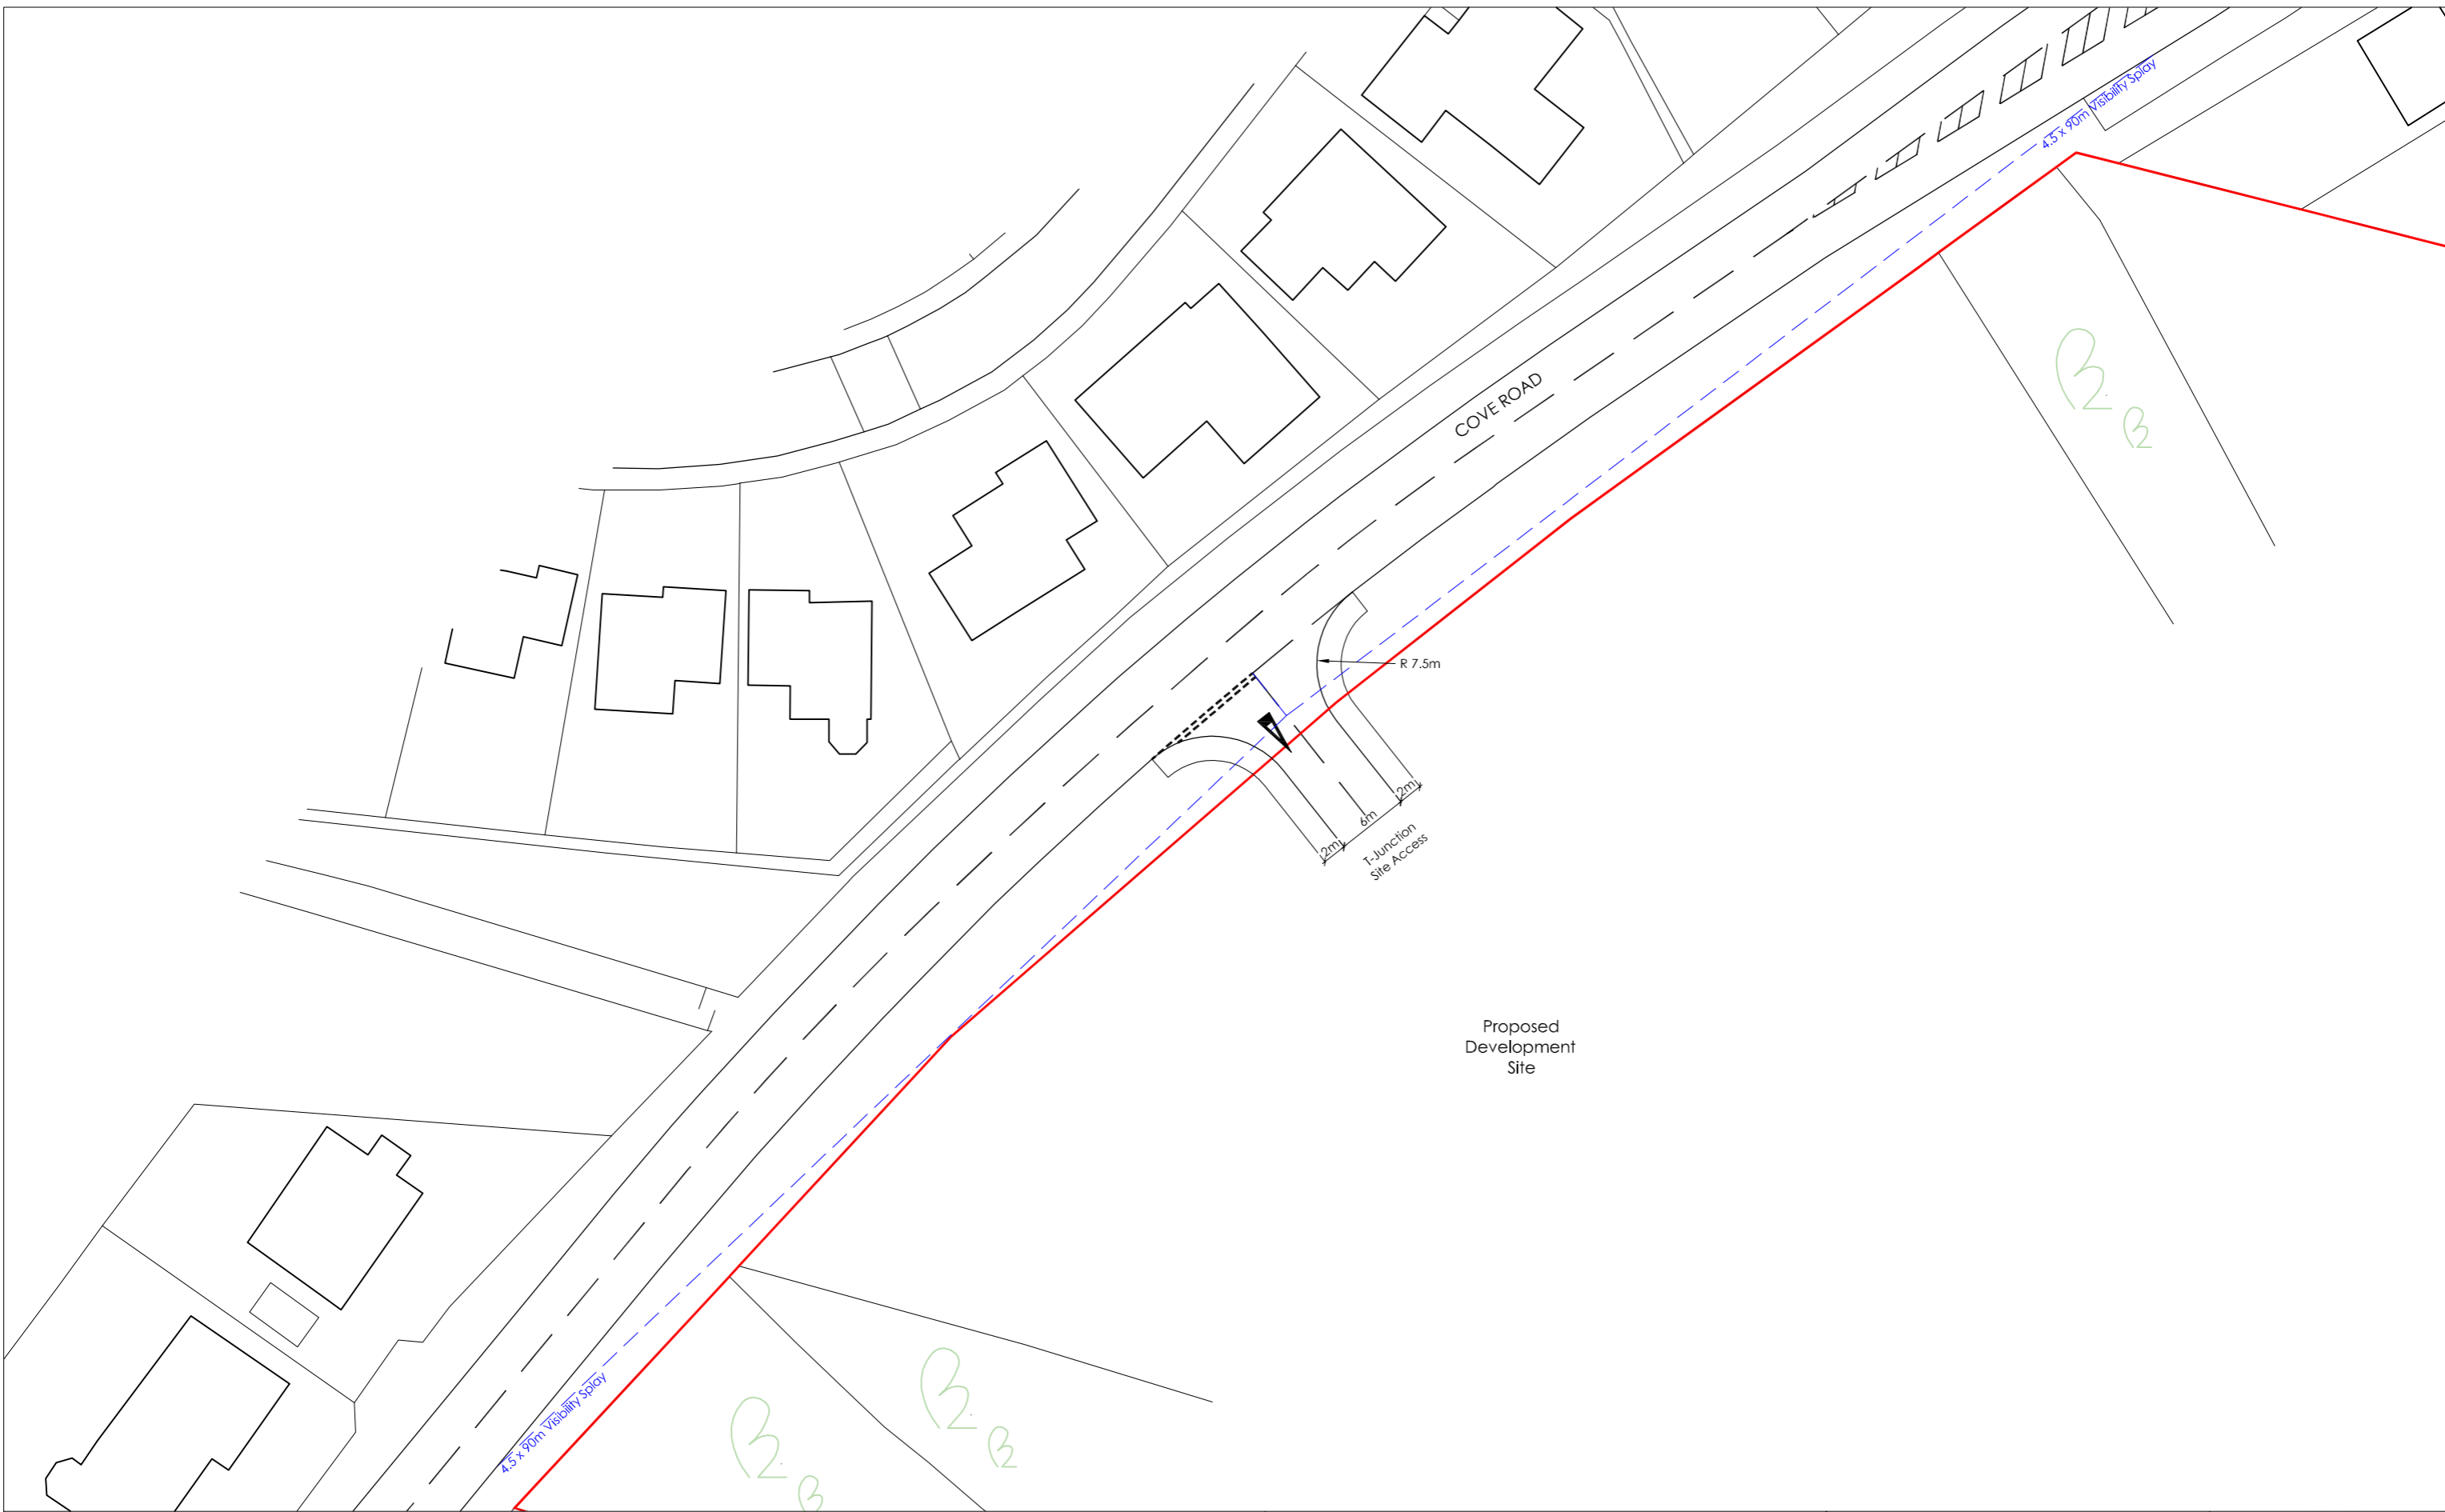 4.5 x 90m Visibility Splay
COVE ROAD
R 7.5m
2m
6m
2m
T-Junction
Site Access
Proposed
Development
Site
4.5 x 90m Visibility Splay